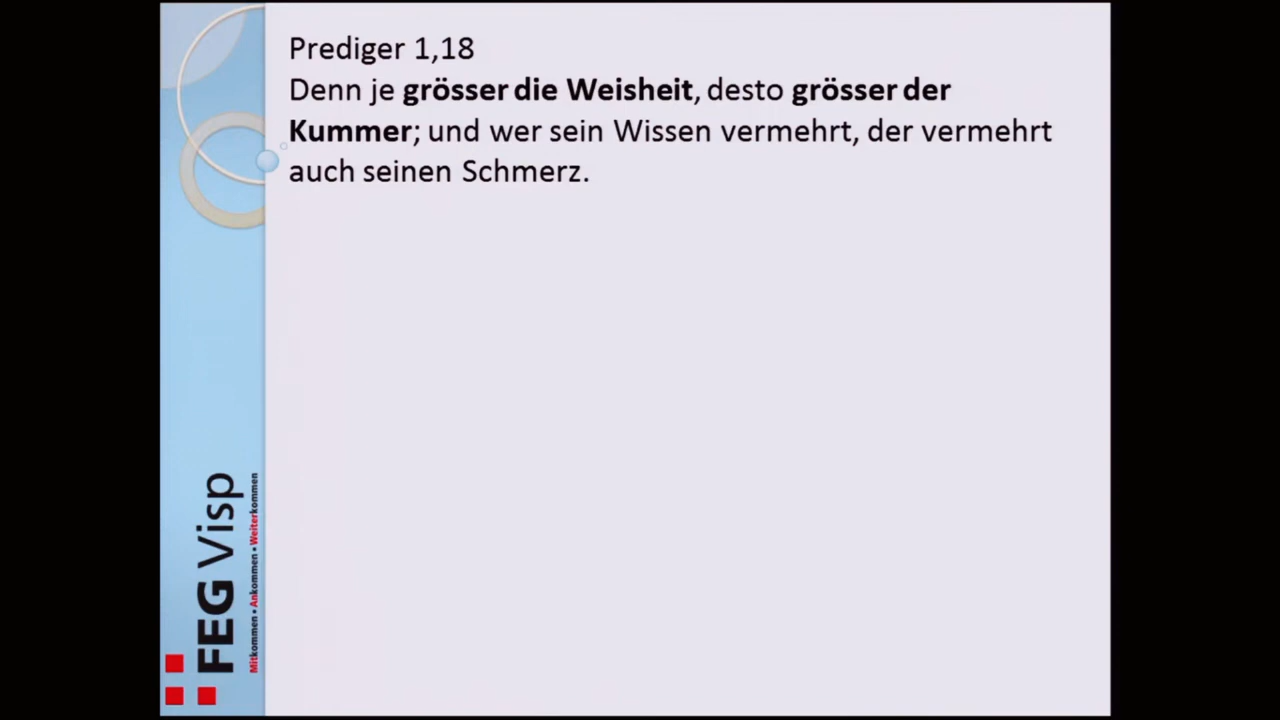 Prediger 1,18
Denn je grösser die Weisheit, desto grösser der
Kummer; und wer sein Wissen vermehrt, der vermehrt
auch seinen Schmerz.
FEG Visp
Mitkommen • Ankommen • Weiterkommen